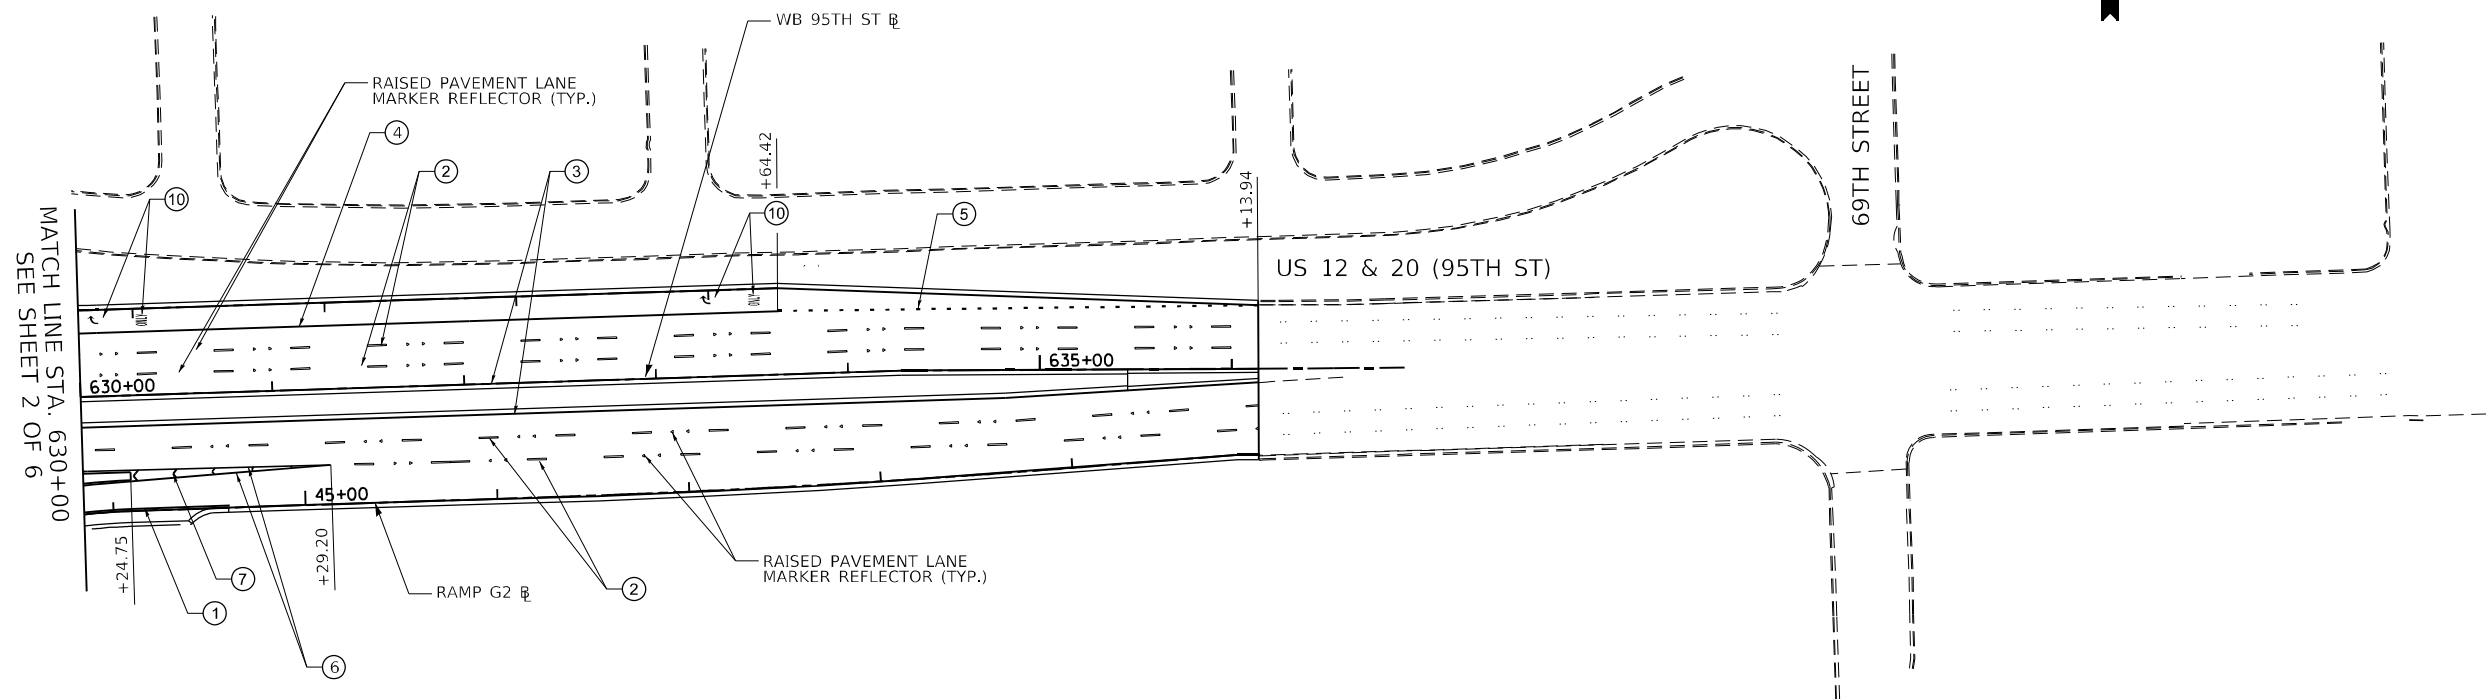 WB 95TH ST BL
RAISED PAVEMENT LANE
MARKER REFLECTOR (TYP.)
4
2
3
+64.42
+13.94
69TH STREET
10
10
5
MATCH LINE STA. 630+00
SEE SHEET 2 OF 6
US 12 & 20 (95TH ST)
ONLY
ONLY
635+00
630+00
45+00
+24.75
+29.20
RAISED PAVEMENT LANE
MARKER REFLECTOR (TYP.)
7
2
RAMP G2 BL
1
6